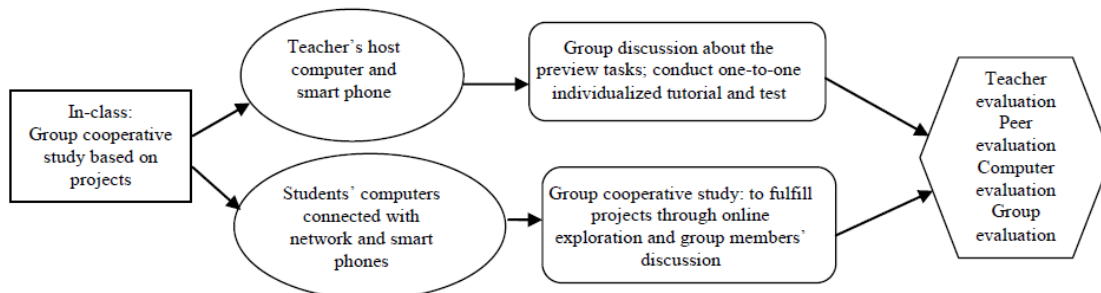 In-class:
Group cooperative
study based on
projects
Teacher’s host
computer and
smart phone
Group discussion about the
preview tasks; conduct one-to-one
individualized tutorial and test
Students’ computers
connected with
network and smart
phones
Group cooperative study: to fulfill
projects through online
exploration and group members’
discussion
Teacher
evaluation
Peer
evaluation
Computer
evaluation
Group
evaluation